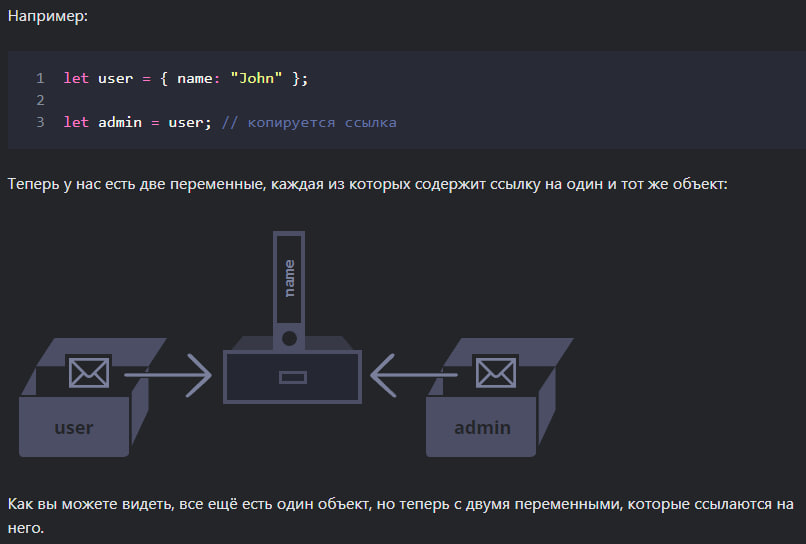 Например:
1 let user = { name: "John" };
2
3 let admin = user; // копируется ссылка
Теперь у нас есть две переменные, каждая из которых содержит ссылку на один и тот же объект:
name
user
admin
Как вы можете видеть, все ещё есть один объект, но теперь с двумя переменными, которые ссылаются на
него.